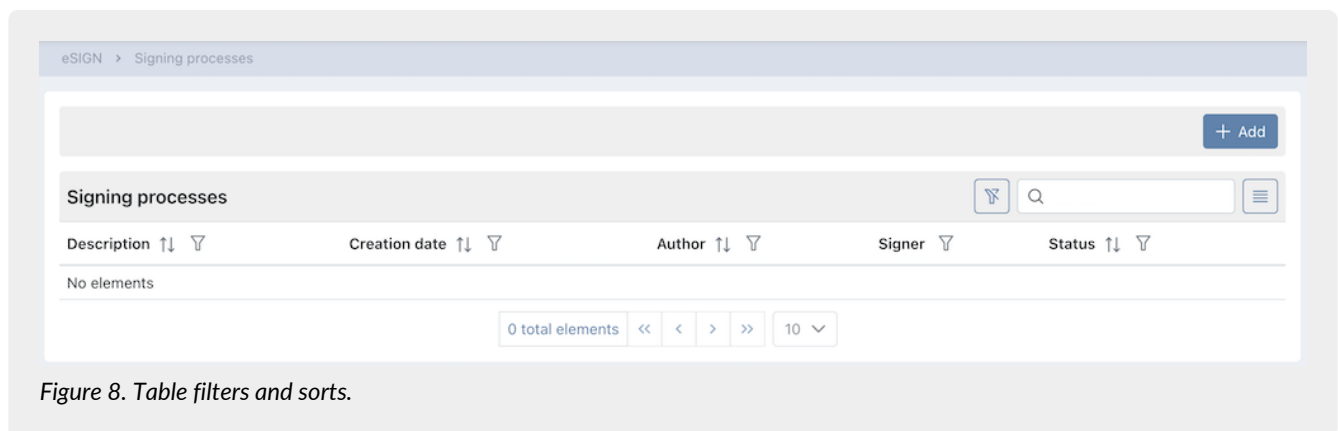 eSIGN > Signing processes
+ Add
Signing processes
Description Creation date Author Signer Status
No elements
0 total elements << < > >> 10
Figure 8. Table filters and sorts.